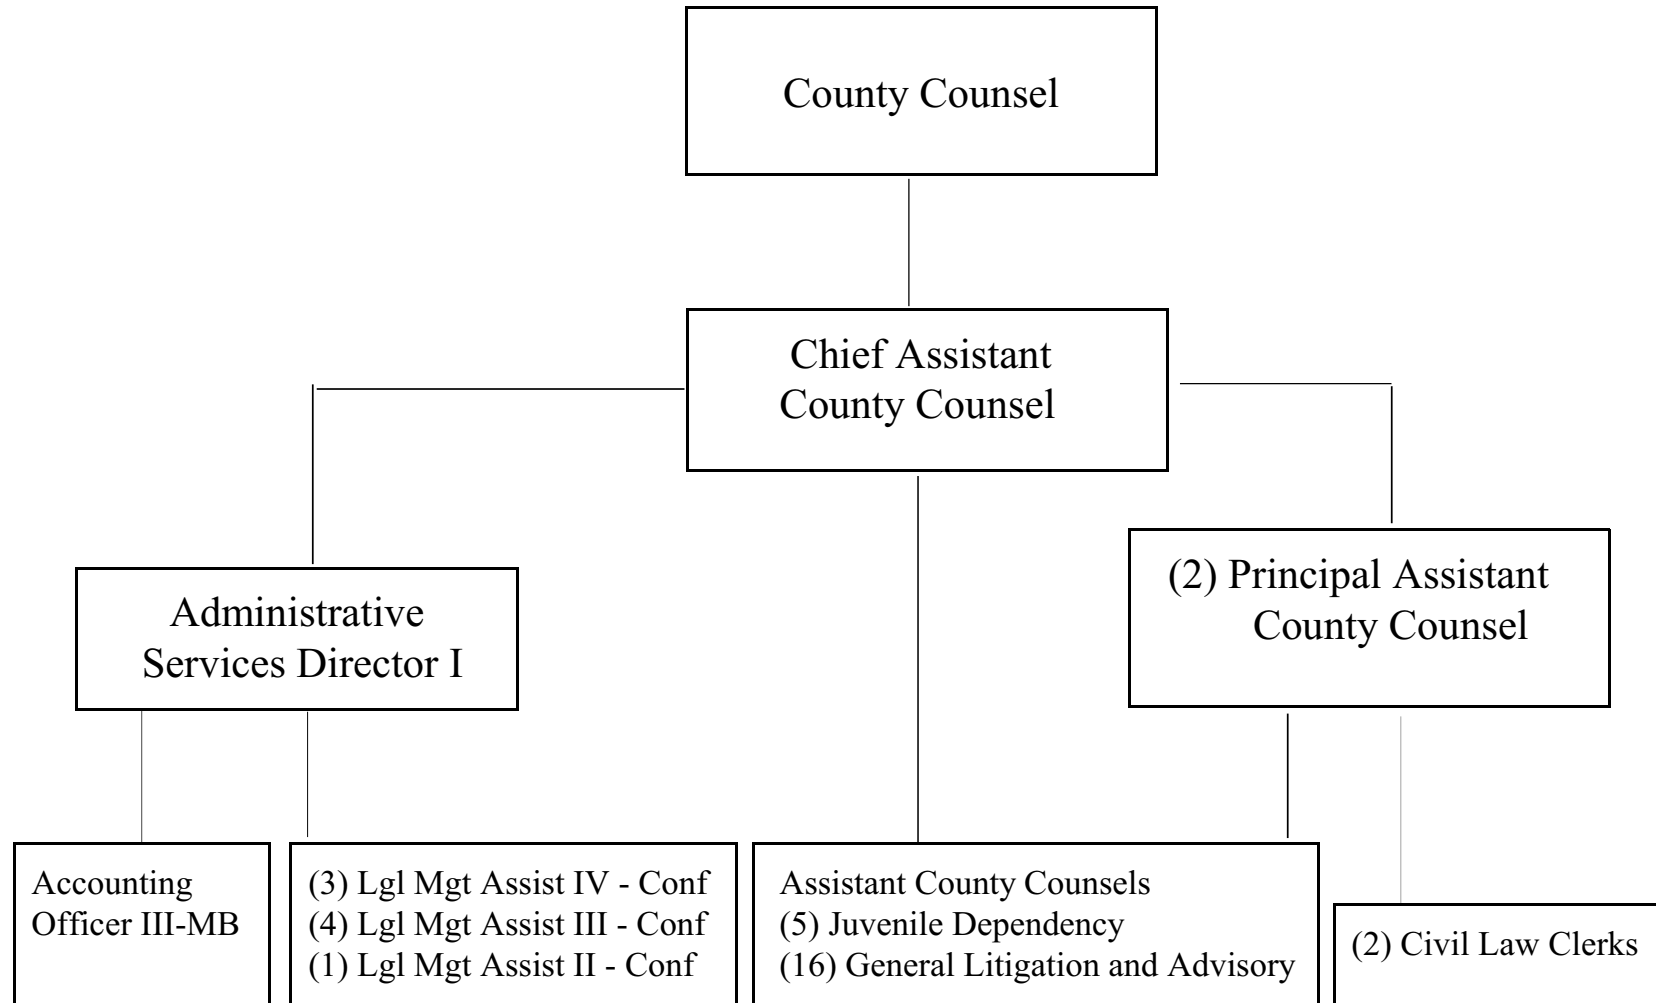 County Counsel
Chief Assistant
County Counsel
(2) Principal Assistant
County Counsel
Administrative
Services Director I
Accounting
Officer III-MB
(3) Lgl Mgt Assist IV - Conf
(4) Lgl Mgt Assist III - Conf
(1) Lgl Mgt Assist II - Conf
Assistant County Counsels
(5) Juvenile Dependency
(16) General Litigation and Advisory
(2) Civil Law Clerks